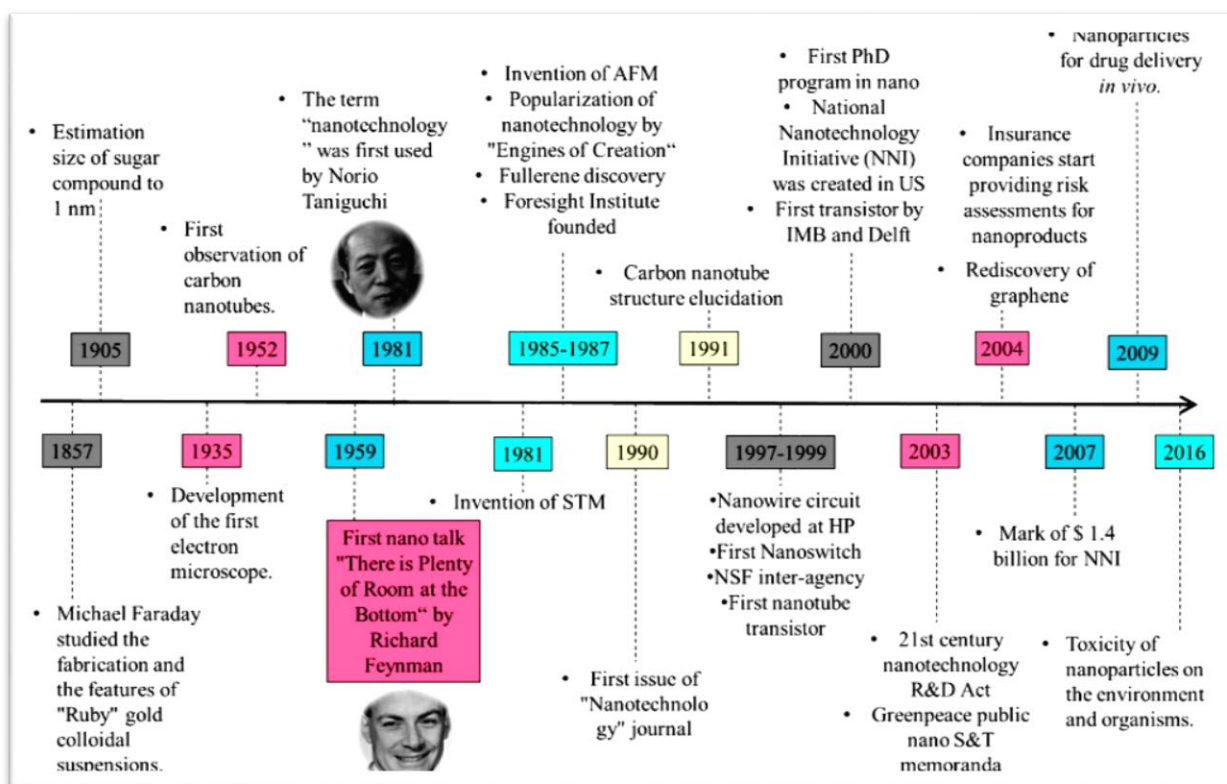 • Estimation
size of sugar
compound to
1 nm
• First
observation of
carbon
nanotubes.
• The term
“nanotechnology
” was first used
by Norio
Taniguchi
• Invention of AFM
• Popularization of
nanotechnology by
"Engines of Creation“
• Fullerene discovery
• Foresight Institute
founded
• Carbon nanotube
structure elucidation
• First PhD
program in nano
• National
Nanotechnology
Initiative (NNI)
was created in US
• First transistor by
IMB and Delft
• Insurance
companies start
providing risk
assessments for
nanoproducts
• Rediscovery of
graphene
• Nanoparticles
for drug delivery
in vivo.
1905
1952
1981
1985-1987
1991
2000
2004
2009
1857
1935
1959
1981
1990
1997-1999
2003
2007
2016
• Michael Faraday
studied the
fabrication and
the features of
"Ruby" gold
colloidal
suspensions.
• Development
of the first
electron
microscope.
First nano talk
"There is Plenty
of Room at the
Bottom“ by
Richard
Feynman
• Invention of STM
• First issue of
"Nanotechnolo
gy" journal
•Nanowire circuit
developed at HP
•First Nanoswitch
•NSF inter-agency
•First nanotube
transistor
• 21st century
nanotechnology
R&D Act
• Greenpeace public
nano S&T
memoranda
• Mark of $ 1.4
billion for NNI
• Toxicity of
nanoparticles on
the environment
and organisms.